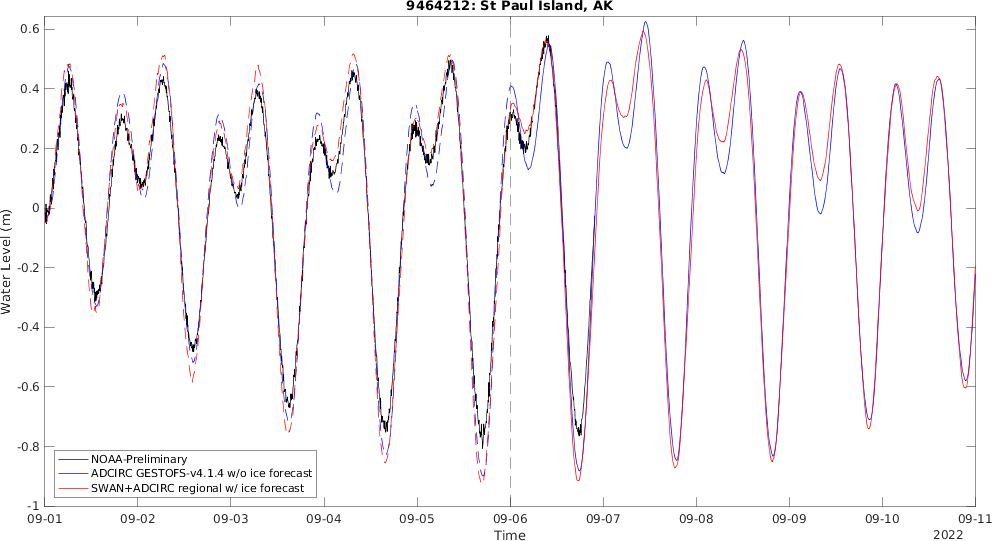 9464212: St Paul Island, AK
Water Level (m)
0.6
0.4
0.2
0
-0.2
-0.4
-0.6
-0.8
-1
NOAA-Preliminary
ADCIRC GESTOFS-v4.1.4 w/o ice forecast
SWAN+ADCIRC regional w/ ice forecast
09-01 09-02 09-03 09-04 09-05 09-06 09-07 09-08 09-09 09-10 09-11
Time
2022